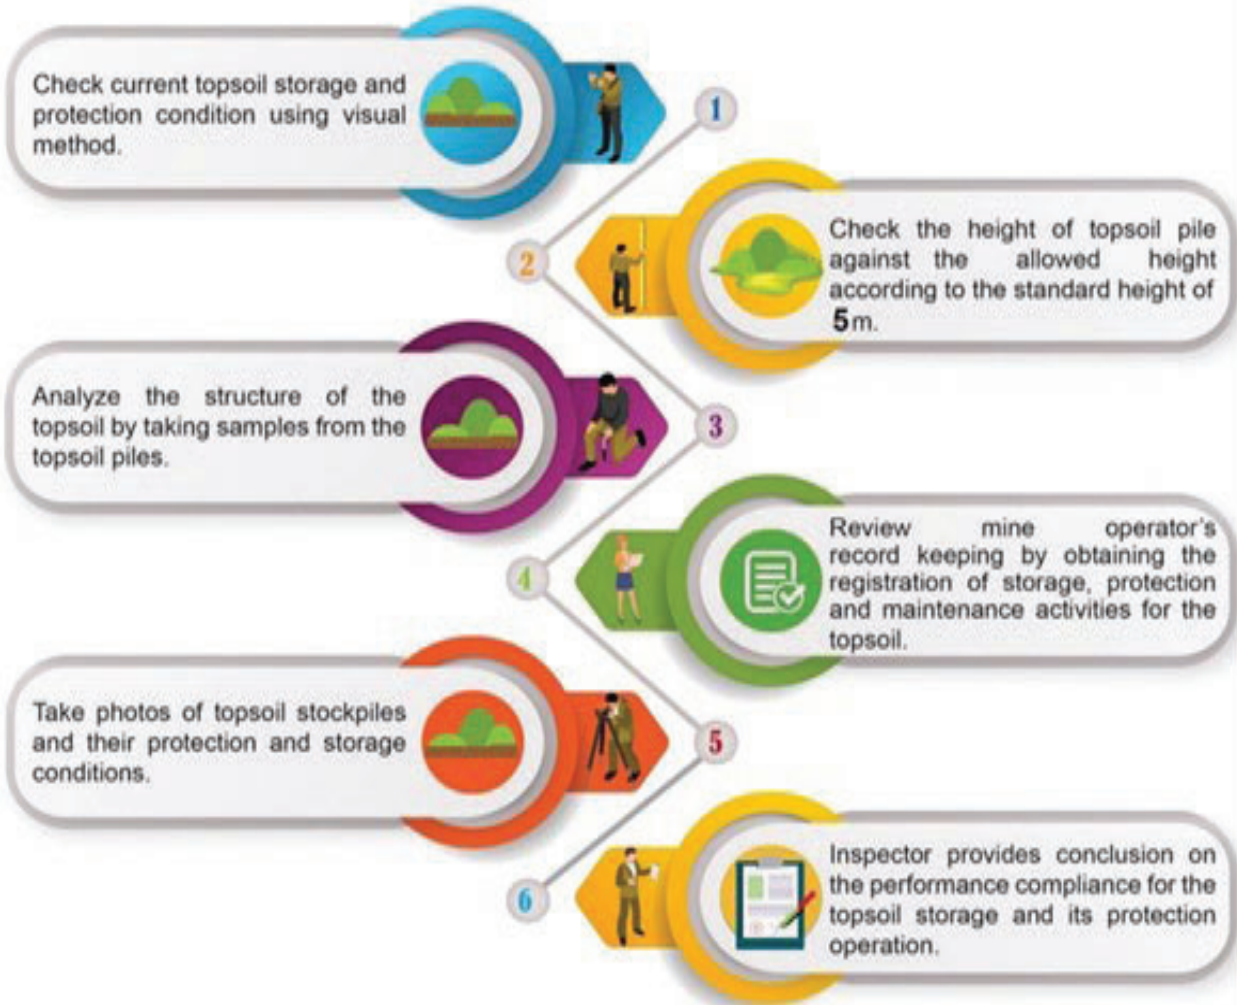 Check current topsoil storage and
protection condition using visual
method.
1
2
Check the height of topsoil pile
against the allowed height
according to the standard height of
5m.
Analyze the structure of the
topsoil by taking samples from the
topsoil piles.
3
4
Review mine operator's
record keeping by obtaining the
registration of storage, protection
and maintenance activities for the
topsoil.
Take photos of topsoil stockpiles
and their protection and storage
conditions.
5
6
Inspector provides conclusion on
the performance compliance for the
topsoil storage and its protection
operation.